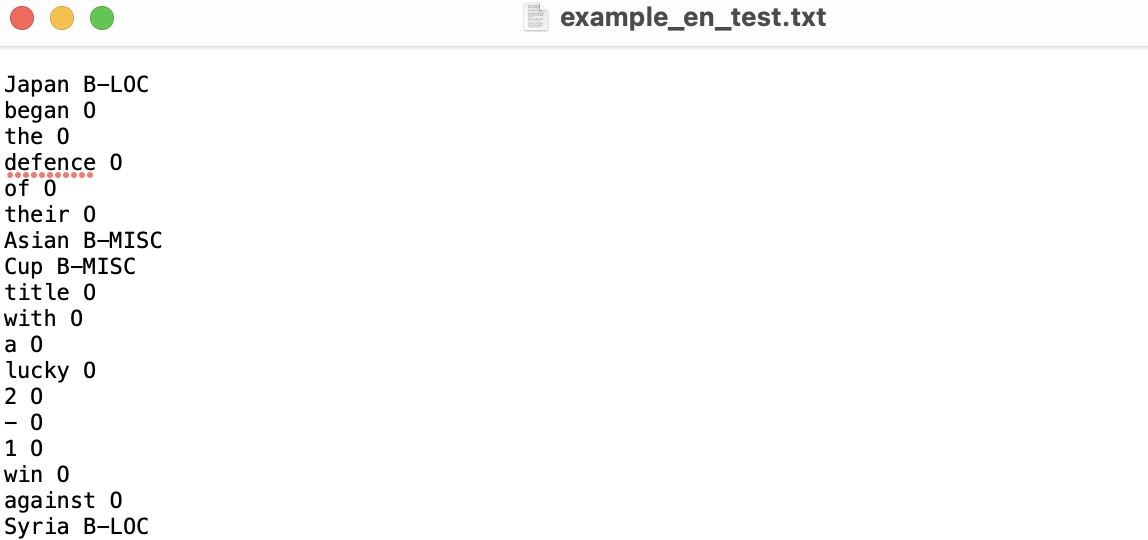 example_en_test.txt
Japan B-LOC
began O
the O
defence O
of O
their O
Asian B-MISC
Cup B-MISC
title O
with O
a O
lucky O
2 O
- O
1 O
win O
against O
Syria B-LOC